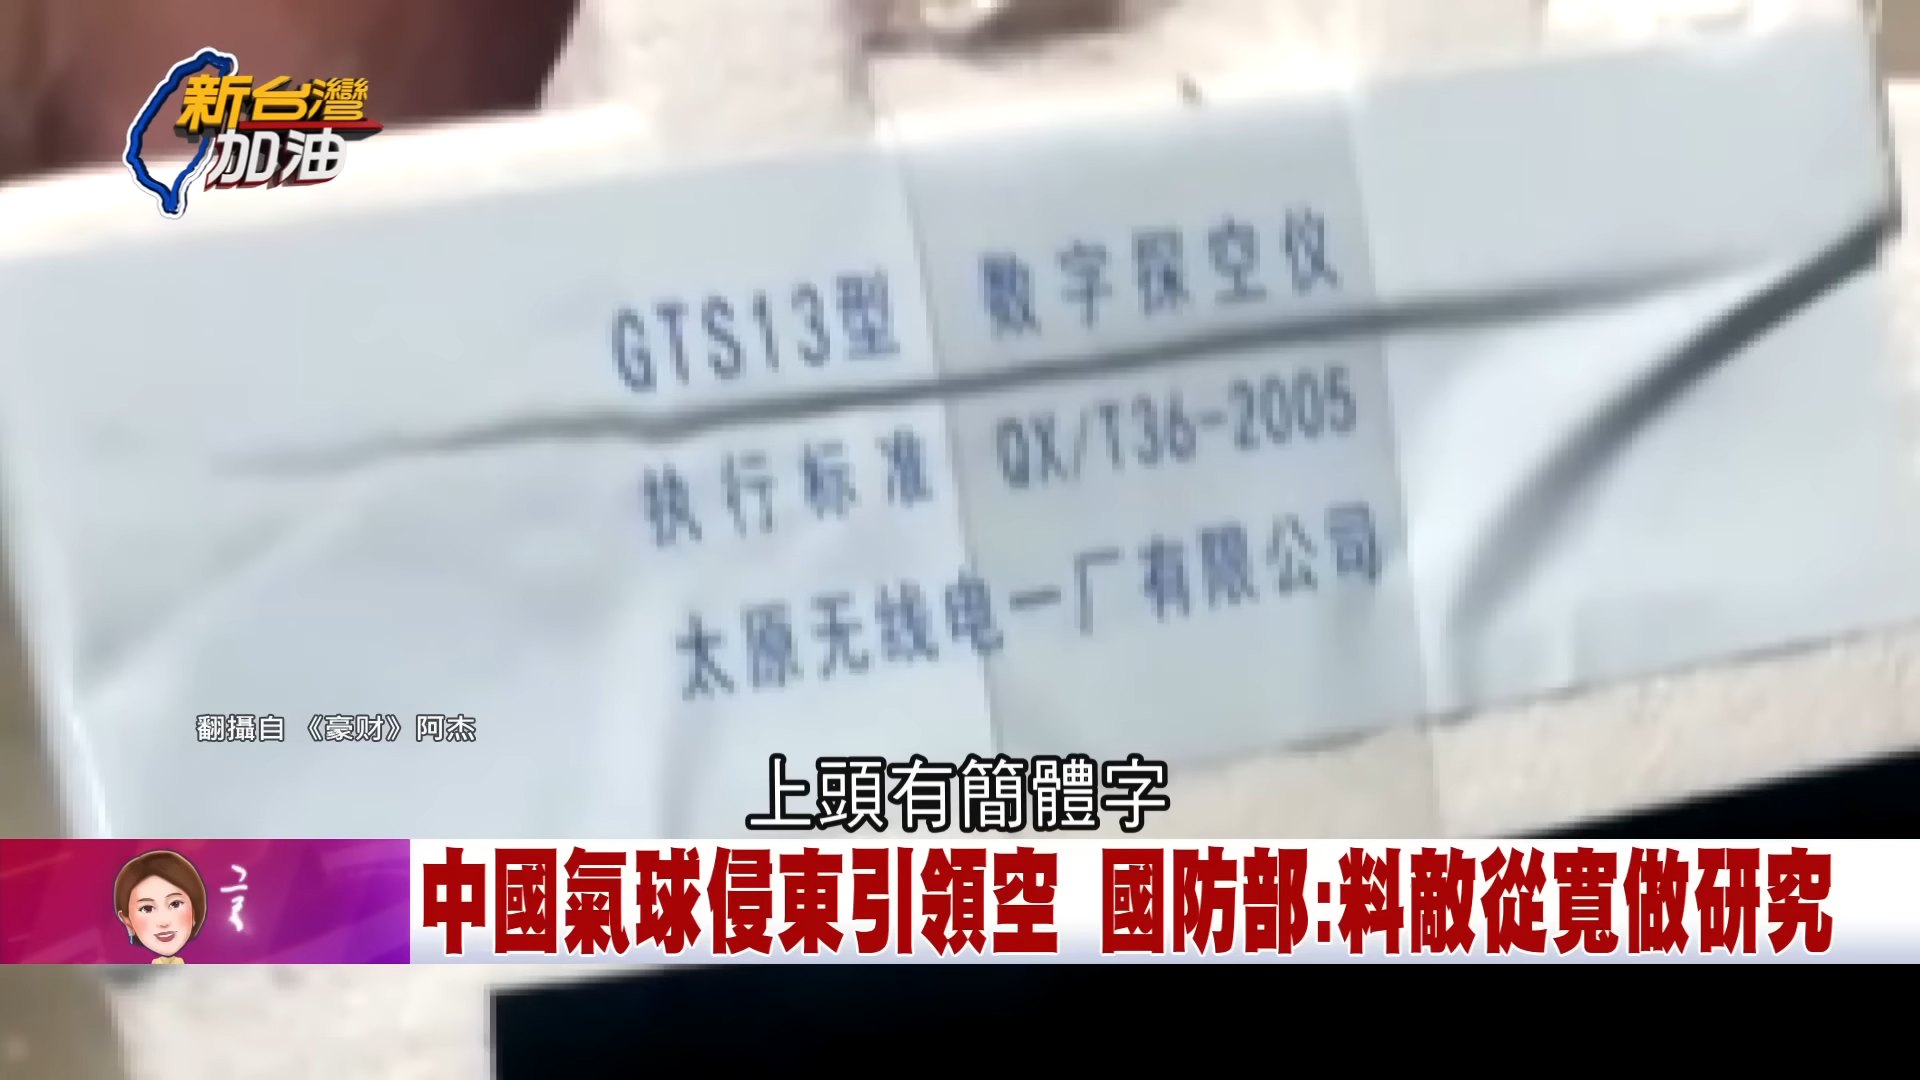 新台灣
加油
GTS13型 数字探空仪
执行标准 QX/T36-2005
太原无线电一厂有限公司
翻攝自 《豪财》阿杰
上頭有簡體字
中國氣球侵東引領空 國防部:料敵從寬做研究